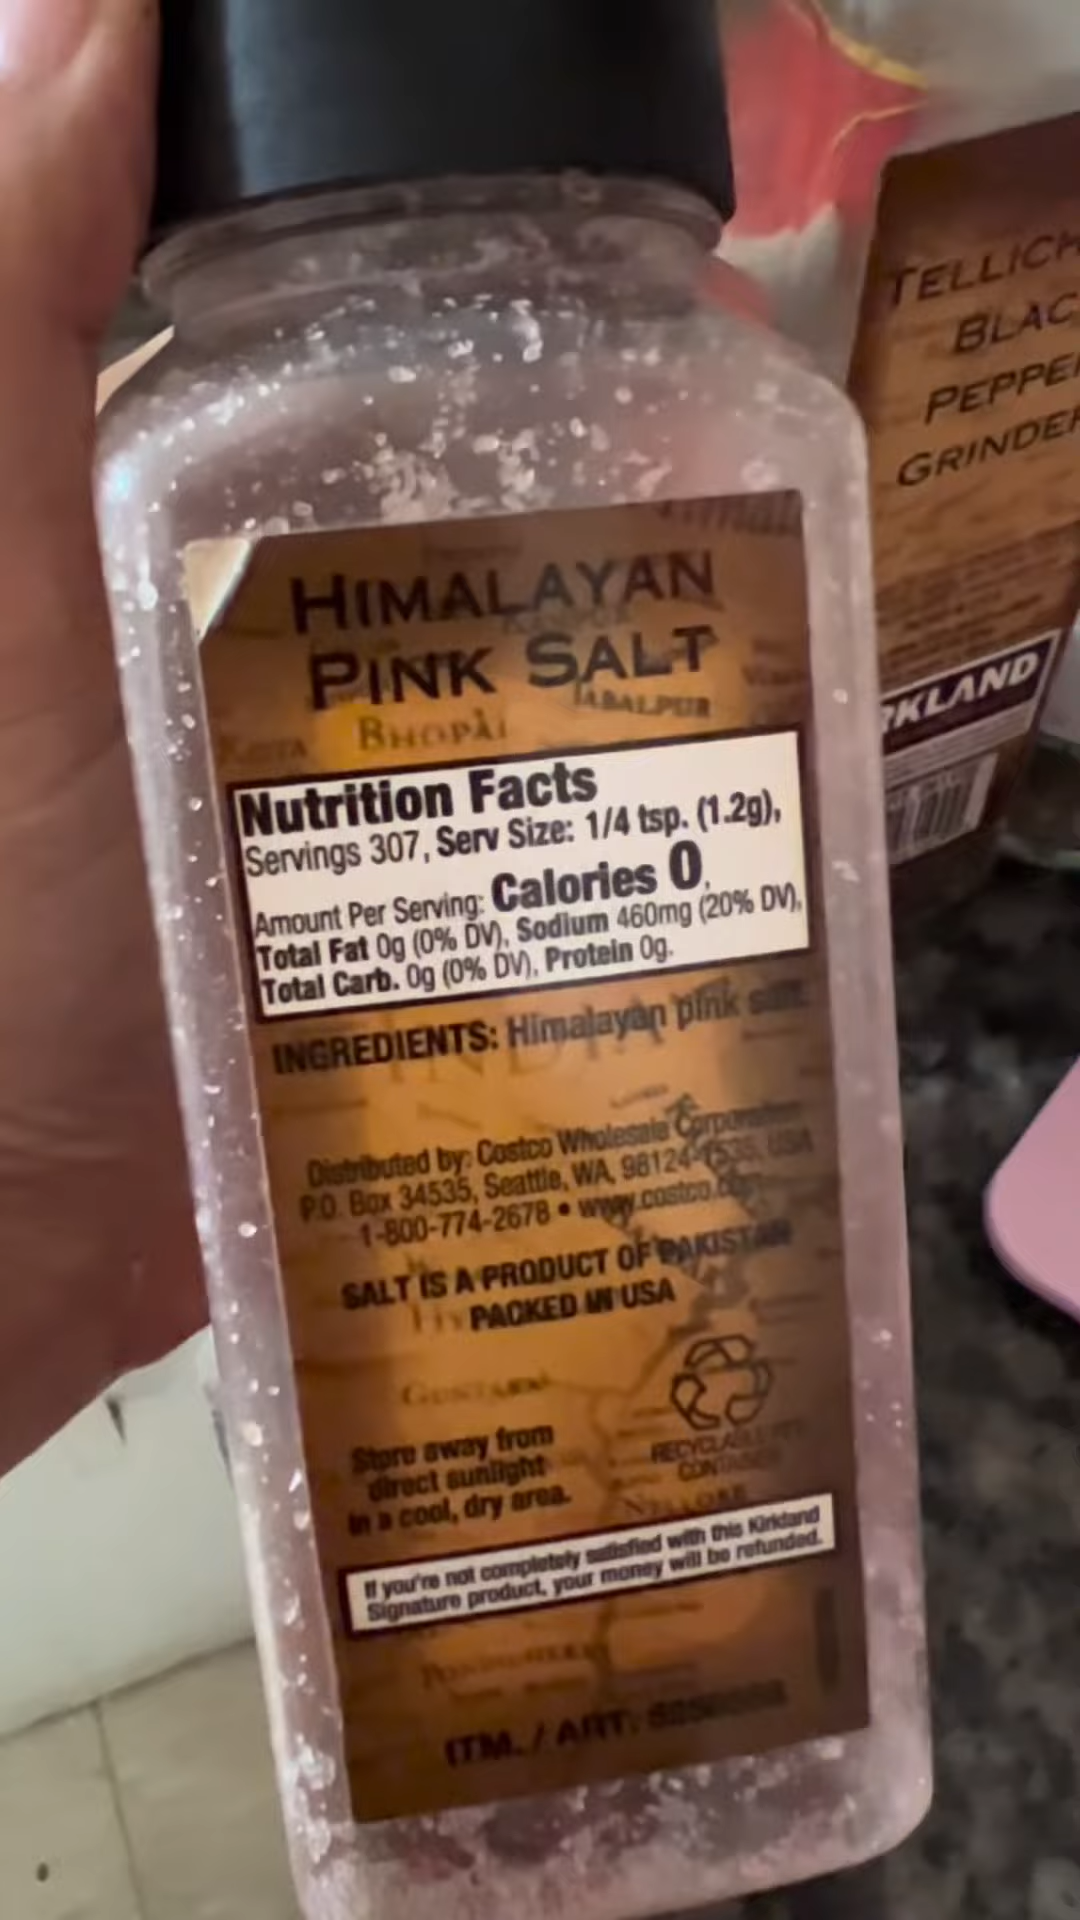 HIMALAYAN
PINK SALT
JABALPUR
BHOPAL
Nutrition Facts
Servings 307, Serv Size: 1/4 tsp. (1.2g),
Amount Per Serving: Calories 0,
Total Fat 0g (0% DV), Sodium 460mg (20% DV),
Total Carb. 0g (0% DV), Protein 0g.
INGREDIENTS: Himalayan pink salt
INDIA
Distributed by: Costco Wholesale Corporation
P.O. Box 34535, Seattle, WA, 98124-1535, USA
1-800-774-2678 • www.costco.com
SALT IS A PRODUCT OF PAKISTAN
PACKED IN USA
Store away from
direct sunlight
in a cool, dry area.
RECYCLABLE
CONTAINER
NELLORE
If you're not completely satisfied with this Kirkland
Signature product, your money will be refunded.
ITM. / ART.
TELLICH
BLAC
PEPPE
GRINDER
RKLAND